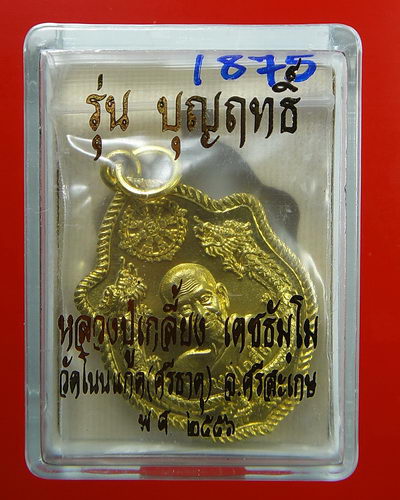 1875
รุ่น บุญฤทธิ์
หลวงปู่เกลี้ยง เตชธัมโม
วัดโนนแกด(ศรีธาตุ) จ.ศรีสะเกษ
พ ศ ๒๕๕๖